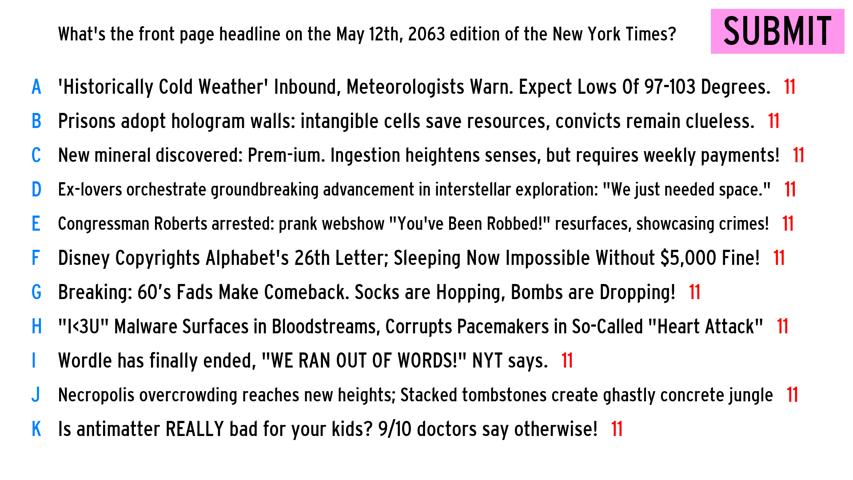 What's the front page headline on the May 12th, 2063 edition of the New York Times?
SUBMIT
A 'Historically Cold Weather' Inbound, Meteorologists Warn. Expect Lows Of 97-103 Degrees. 11
B Prisons adopt hologram walls: intangible cells save resources, convicts remain clueless. 11
C New mineral discovered: Prem-ium. Ingestion heightens senses, but requires weekly payments! 11
D Ex-lovers orchestrate groundbreaking advancement in interstellar exploration: "We just needed space." 11
E Congressman Roberts arrested: prank webshow "You've Been Robbed!" resurfaces, showcasing crimes! 11
F Disney Copyrights Alphabet's 26th Letter; Sleeping Now Impossible Without $5,000 Fine! 11
G Breaking: 60's Fads Make Comeback. Socks are Hopping, Bombs are Dropping! 11
H "I<3U" Malware Surfaces in Bloodstreams, Corrupts Pacemakers in So-Called "Heart Attack" 11
I Wordle has finally ended, "WE RAN OUT OF WORDS!" NYT says. 11
J Necropolis overcrowding reaches new heights; Stacked tombstones create ghastly concrete jungle 11
K Is antimatter REALLY bad for your kids? 9/10 doctors say otherwise! 11